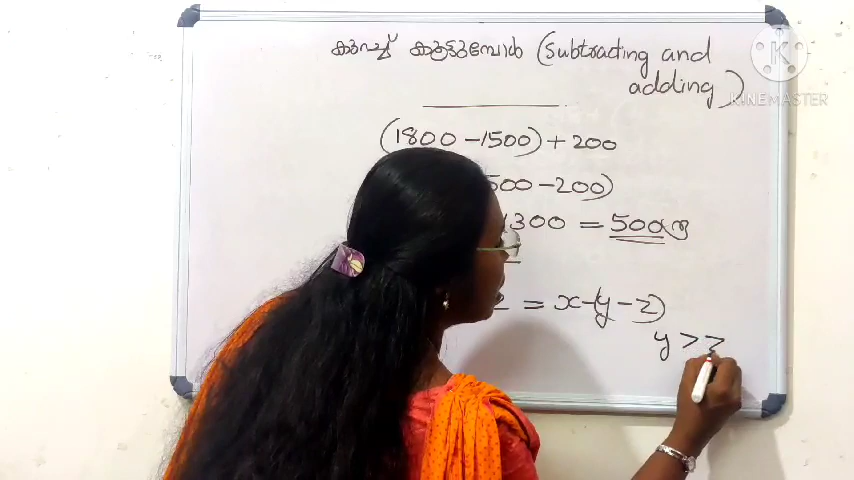 കുറച്ച് കൂട്ടുമ്പോൾ (Subtracting and
adding)
KINEMASTER
(1800 - 1500) + 200
500 - 200)
1300 = 500
= x - (y - z)
y > z